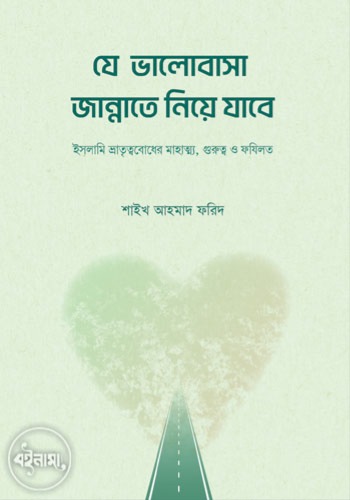 যে ভালোবাসা
জান্নাতে নিয়ে যাবে
ইসলামি ভ্রাতৃত্ববোধের মাহাত্ম্য, গুরুত্ব ও ফযিলত
শাইখ আহমাদ ফরিদ
বইনামা